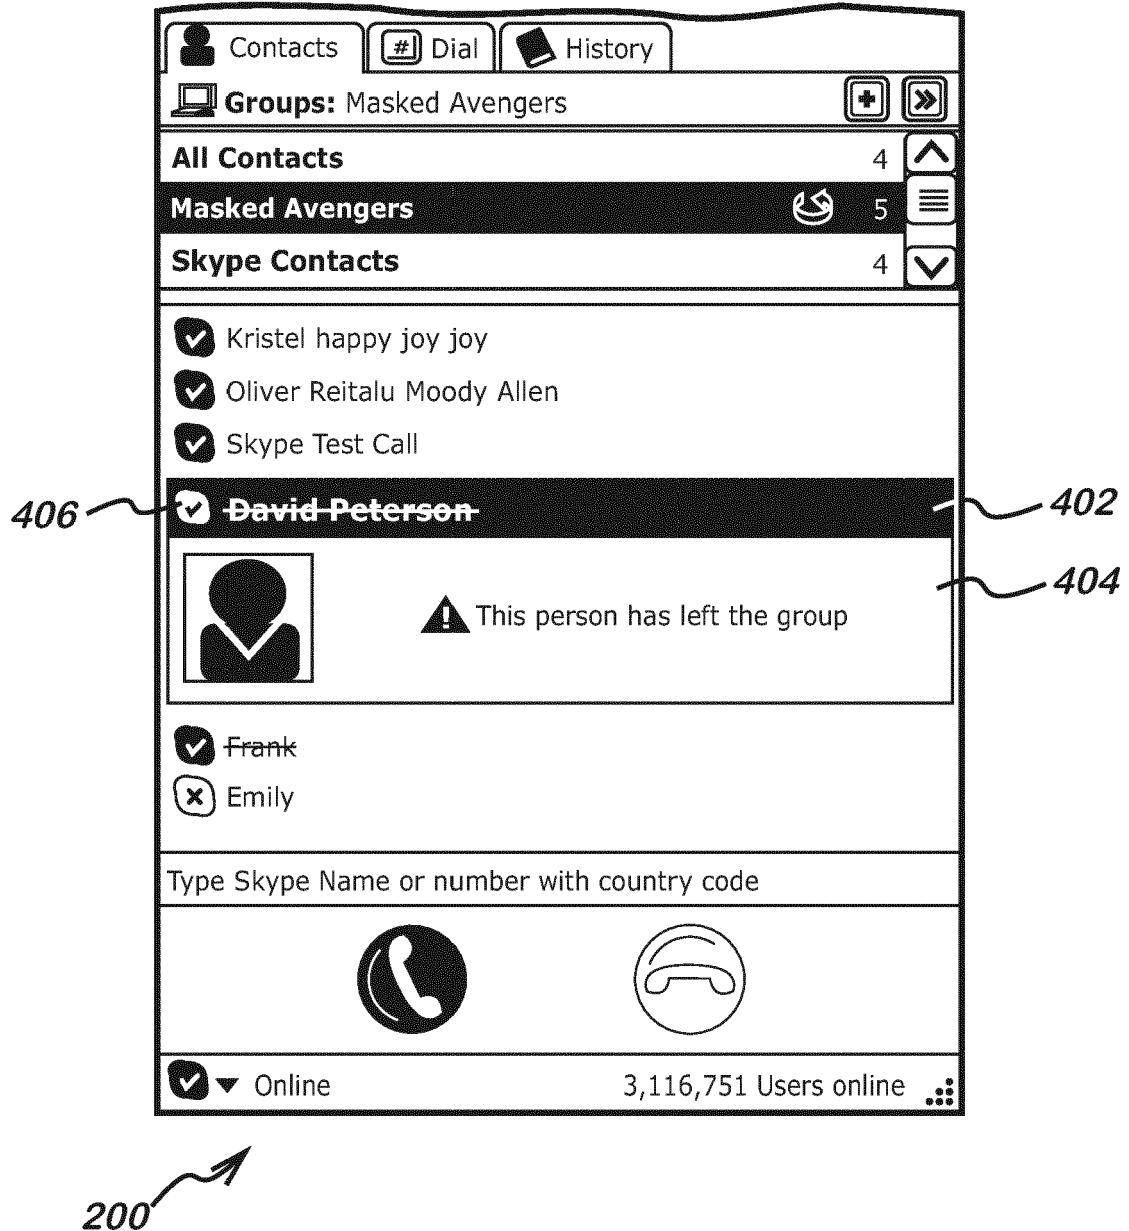 Contacts # Dial History
Groups: Masked Avengers
All Contacts 4
Masked Avengers 5
Skype Contacts 4
Kristel happy joy joy
Oliver Reitalu Moody Allen
Skype Test Call
406 David Peterson 402
404
! This person has left the group
Frank
Emily
Type Skype Name or number with country code
Online 3,116,751 Users online
200